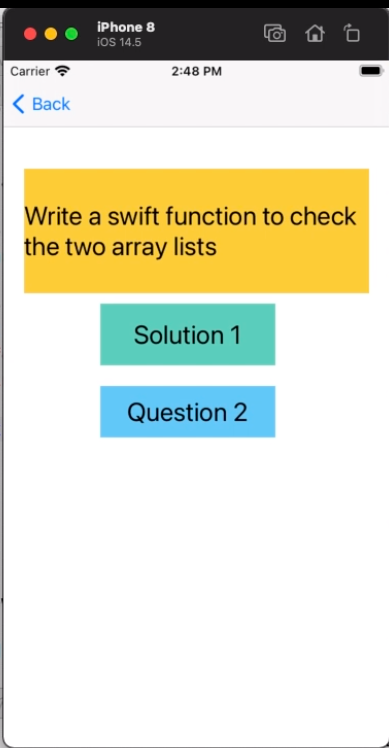 iPhone 8
iOS 14.5
Carrier
2:48 PM
Back
Write a swift function to check
the two array lists
Solution 1
Question 2